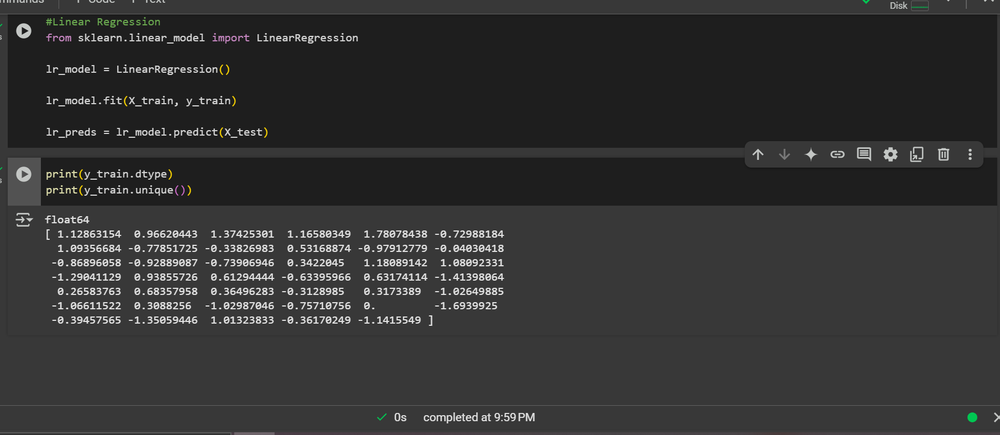 Disk
#Linear Regression
from sklearn.linear_model import LinearRegression
lr_model = LinearRegression()
lr_model.fit(X_train, y_train)
lr_preds = lr_model.predict(X_test)
print(y_train.dtype)
print(y_train.unique())
float64
[ 1.12863154  0.96620443  1.37425301  1.16580349  1.78078438 -0.72988184
1.09356684 -0.77851725 -0.33826983  0.53168874 -0.97912779 -0.04030418
-0.86896058 -0.92889087 -0.73906946  0.3422045   1.18089142  1.08092331
-1.29041129  0.93855726  0.61294444 -0.63395966  0.63174114 -1.41398064
0.26583763  0.68357958  0.36496283 -0.3128985   0.3173389  -1.02649885
-1.06611522  0.3088256  -1.02987046 -0.75710756  0.         -1.6939925
-0.39457565 -1.35059446  1.01323833 -0.36170249 -1.1415549 ]
0s completed at 9:59 PM